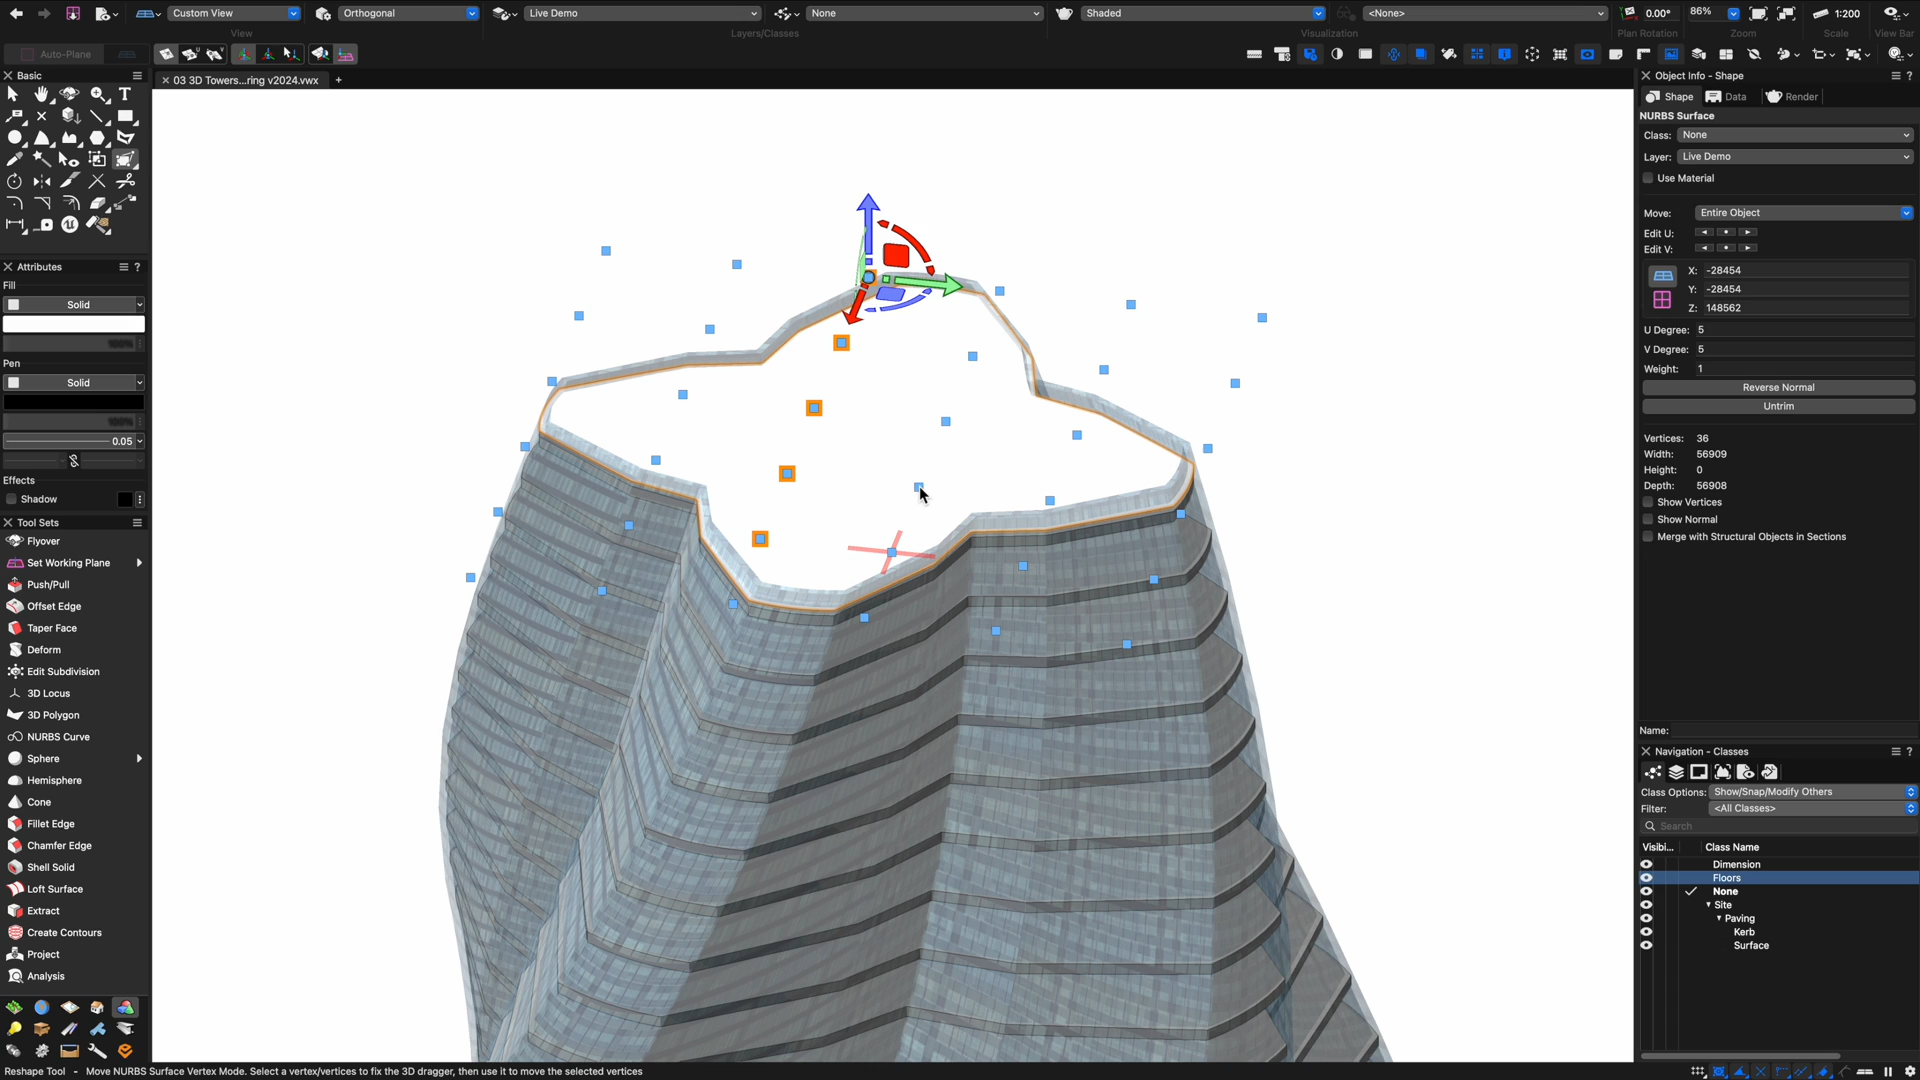 Custom View
Orthogonal
Live Demo
None
Shaded
<None>
0.00°
86%
1:200
View
Layers/Classes
Visualization
Plan Rotation
Zoom
Scale
View Bar
Auto-Plane
Basic
03 3D Towers...ring v2024.vwx
Attributes
Fill
Solid
100%
Pen
Solid
100%
0.05
Effects
Shadow
Tool Sets
Flyover
Set Working Plane
Push/Pull
Offset Edge
Taper Face
Deform
Edit Subdivision
3D Locus
3D Polygon
NURBS Curve
Sphere
Hemisphere
Cone
Fillet Edge
Chamfer Edge
Shell Solid
Loft Surface
Extract
Create Contours
Project
Analysis
Object Info - Shape
Shape
Data
Render
NURBS Surface
Class: None
Layer: Live Demo
Use Material
Move: Entire Object
Edit U:
Edit V:
X: -28454
Y: -28454
Z: 148562
U Degree: 5
V Degree: 5
Weight: 1
Reverse Normal
Untrim
Vertices: 36
Width: 56909
Height: 0
Depth: 56908
Show Vertices
Show Normal
Merge with Structural Objects in Sections
Name:
Navigation - Classes
Class Options: Show/Snap/Modify Others
Filter: <All Classes>
Search
Visibi... Class Name
Dimension
Floors
None
Site
Paving
Kerb
Surface
Reshape Tool - Move NURBS Surface Vertex Mode. Select a vertex/vertices to fix the 3D dragger, then use it to move the selected vertices